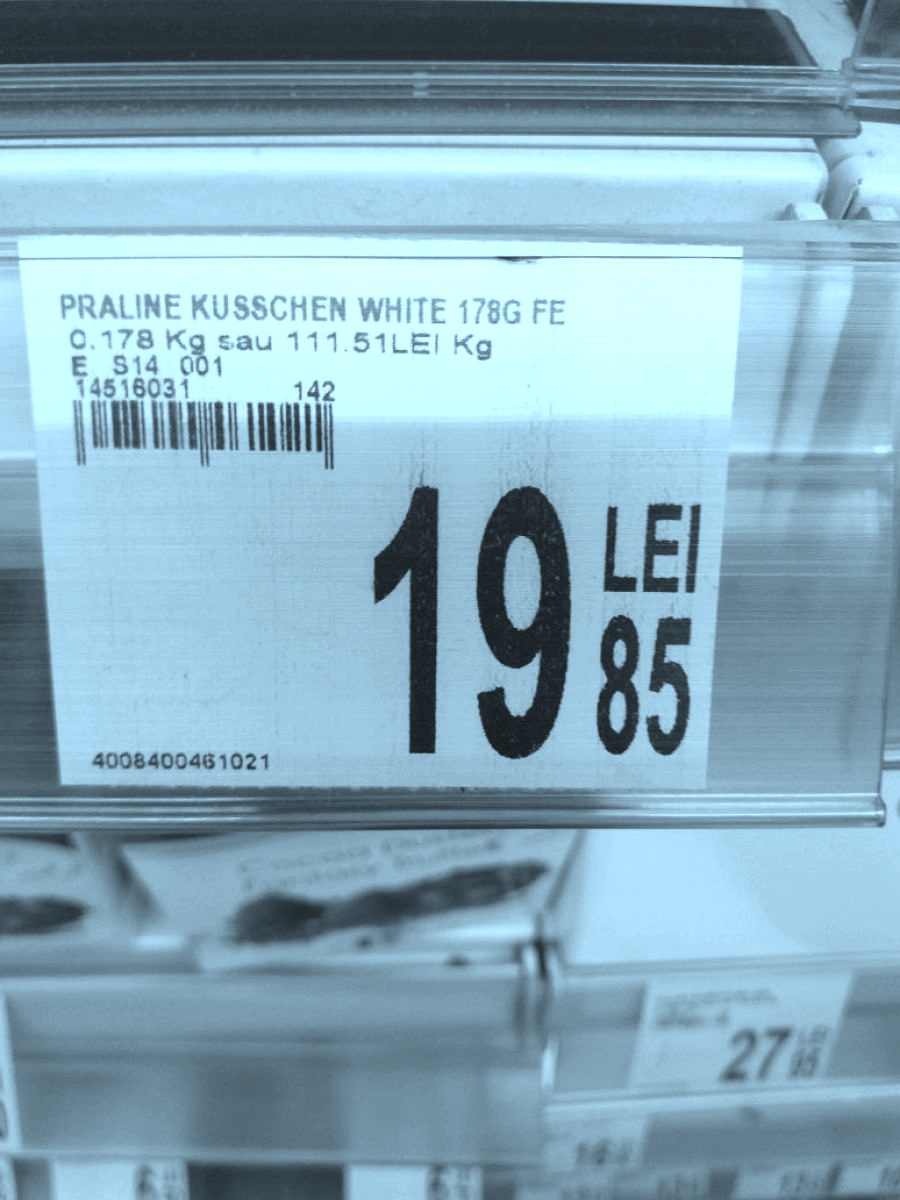 PRALINE KUSSCHEN WHITE 178G FE
0.178 Kg sau 111.51LEI Kg
E S14 001
14516031 142
19 LEI
85
4008400461021
27